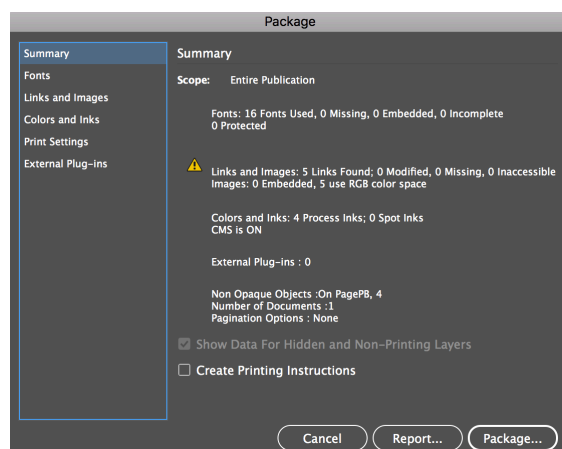 Package
Summary
Fonts
Links and Images
Colors and Inks
Print Settings
External Plug-ins
Summary
Scope: Entire Publication
Fonts: 16 Fonts Used, 0 Missing, 0 Embedded, 0 Incomplete
0 Protected
Links and Images: 5 Links Found; 0 Modified, 0 Missing, 0 Inaccessible
Images: 0 Embedded, 5 use RGB color space
Colors and Inks: 4 Process Inks; 0 Spot Inks
CMS is ON
External Plug-ins : 0
Non Opaque Objects :On PagePB, 4
Number of Documents :1
Pagination Options : None
Show Data For Hidden and Non-Printing Layers
Create Printing Instructions
Cancel
Report...
Package...